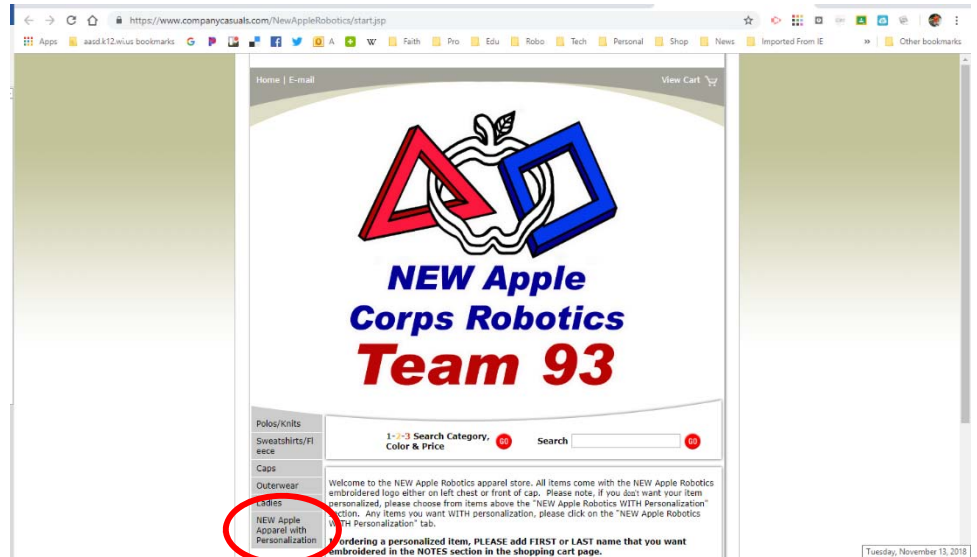 https://www.companycasuals.com/NewAppleRobotics/start.jsp
Apps aasd.k12.wi.us bookmarks G A W Faith Pro Edu Robo Tech Personal Shop News Imported From IE » Other bookmarks
Home | E-mail View Cart
NEW Apple
Corps Robotics
Team 93
Polos/Knits
Sweatshirts/Fl
eece
Caps
Outerwear
Ladies
NEW Apple
Apparel with
Personalization
1-2-3 Search Category,
Color & Price
GO
Search
GO
Welcome to the NEW Apple Robotics apparel store. All items come with the NEW Apple Robotics
embroidered logo either on left chest or front of cap. Please note, if you don't want your item
personalized, please choose from items above the "NEW Apple Robotics WITH Personalization"
section. Any items you want WITH personalization, please click on the "NEW Apple Robotics
WITH Personalization" tab.
ordering a personalized item, PLEASE add FIRST or LAST name that you want
embroidered in the NOTES section in the shopping cart page.
Tuesday, November 13, 2018